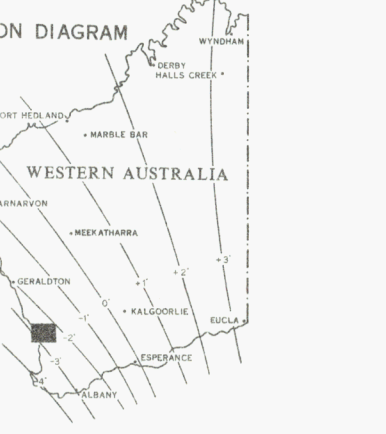 ON DIAGRAM
WYNDHAM
DERBY
HALLS CREEK
ORT HEDLAND
MARBLE BAR
WESTERN AUSTRALIA
ARNARVON
MEEKATHARRA
+3°
+2°
GERALDTON
+1°
0°
KALGOORLIE
-1°
EUCLA
-2°
ESPERANCE
-3°
-4°
ALBANY